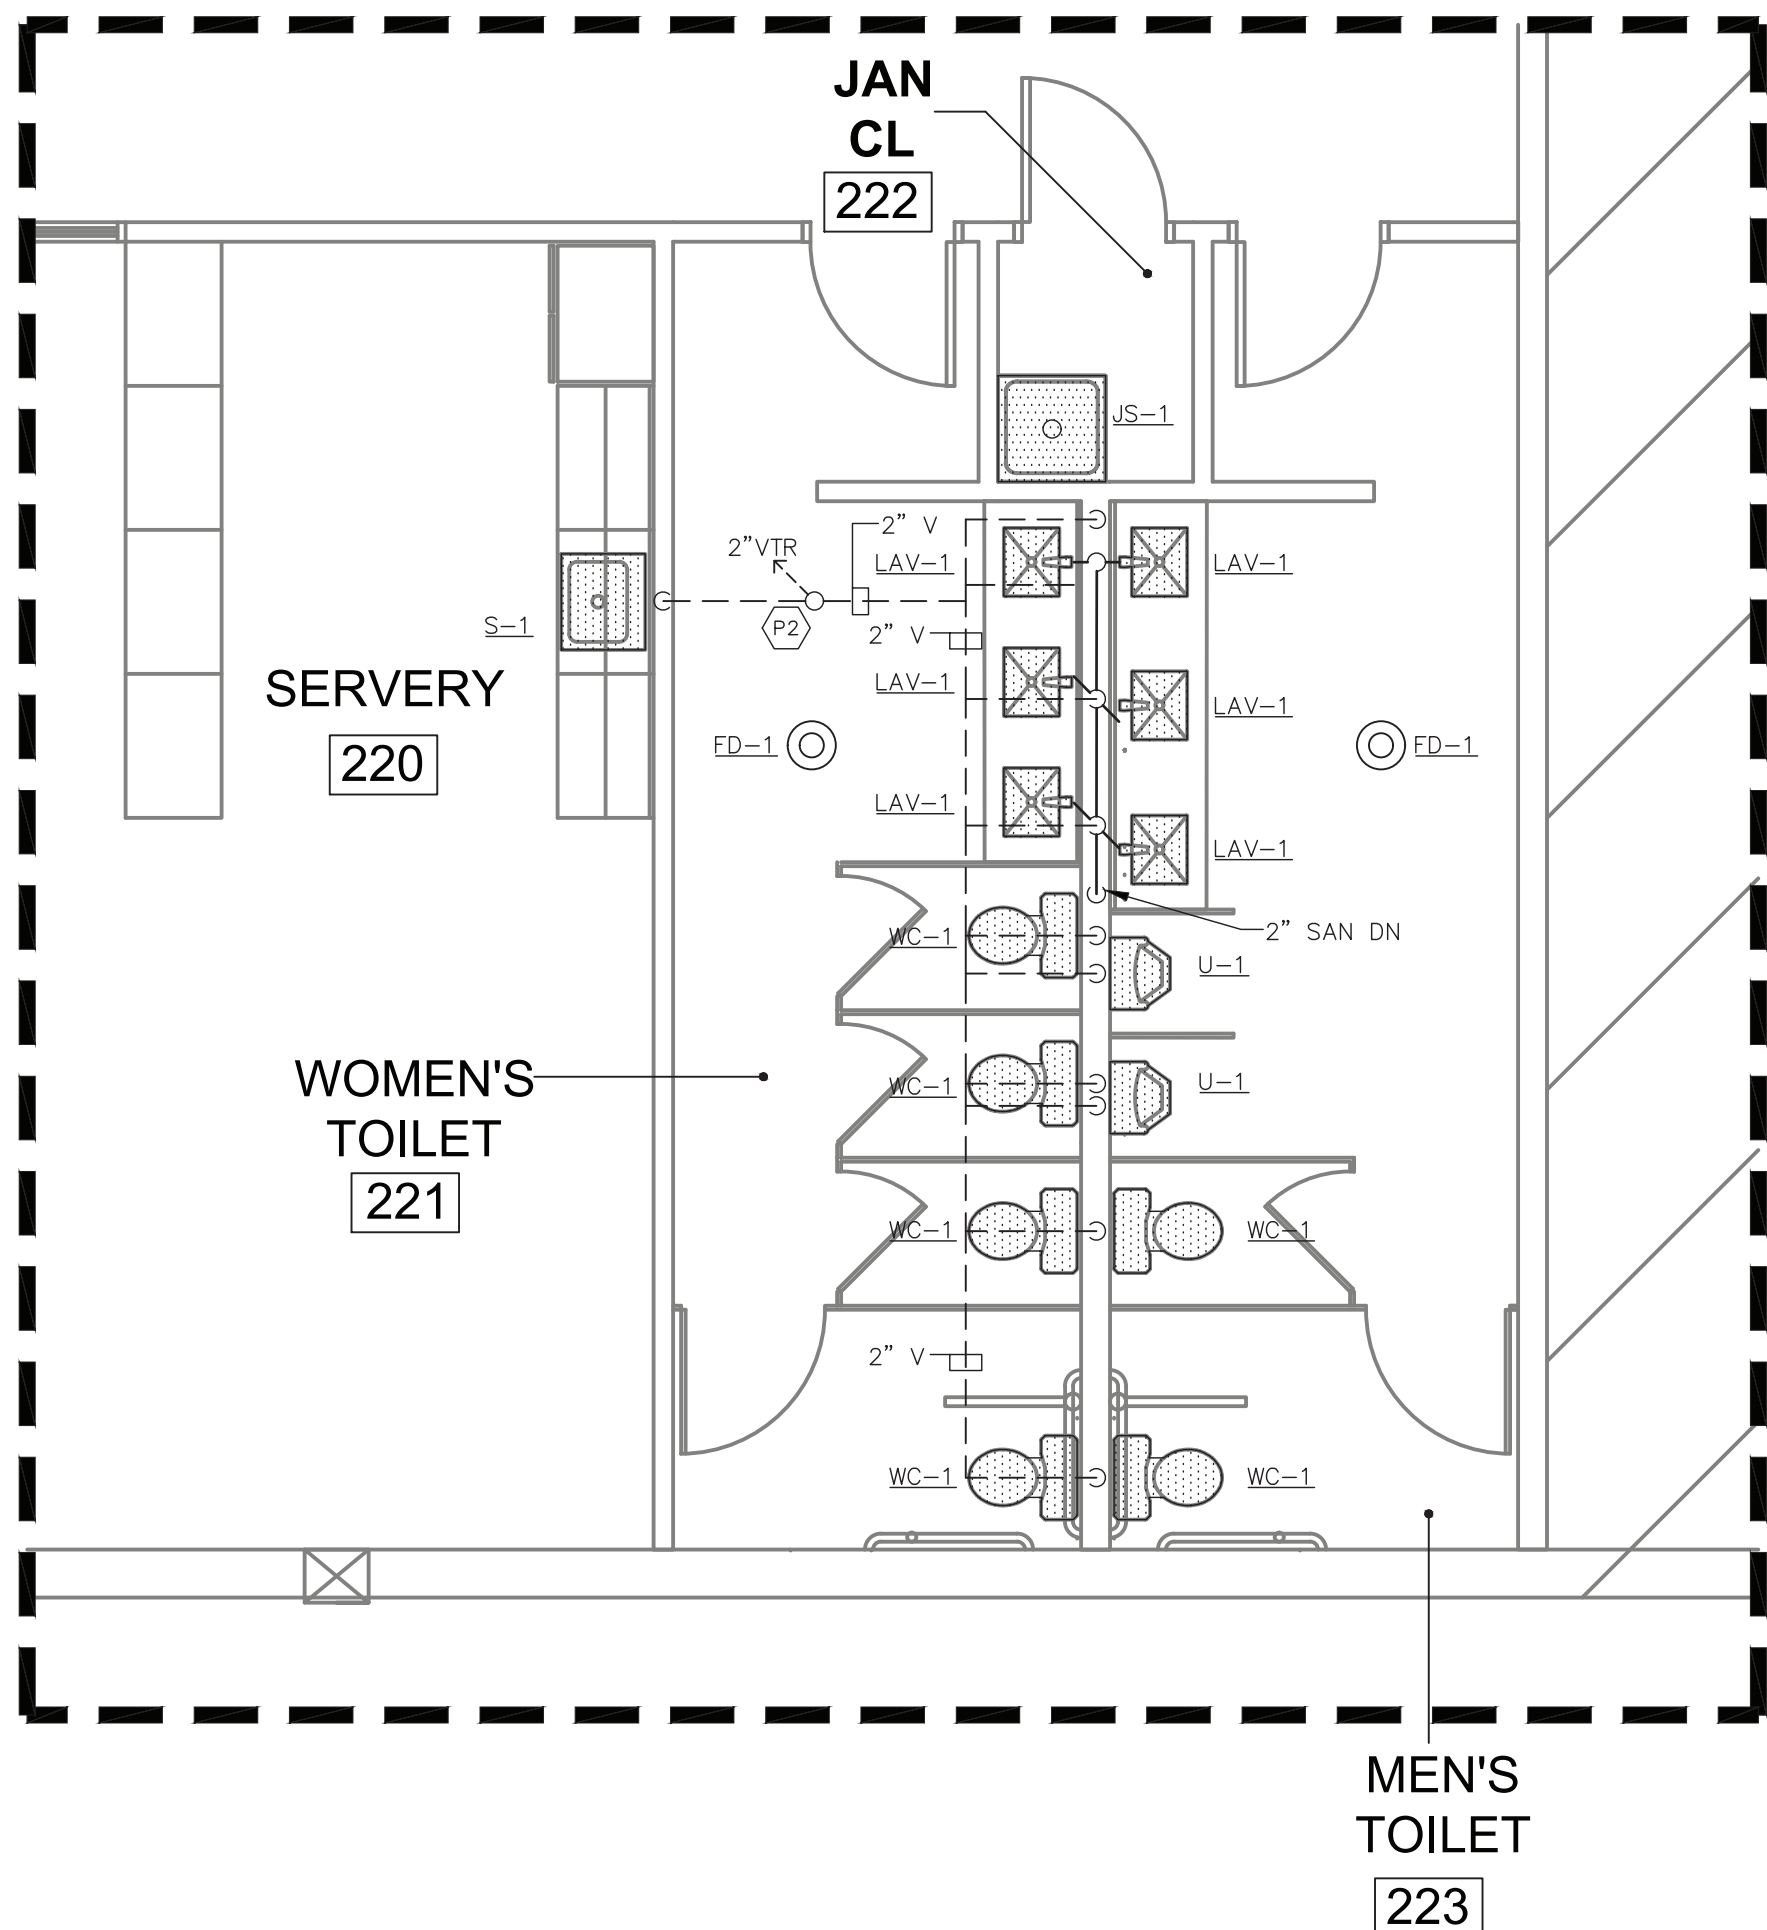 JAN
CL
222
JS-1
2” V
2”VTR
LAV-1
LAV-1
P2
S-1
2” V
SERVERY
220
LAV-1
LAV-1
FD-1
FD-1
LAV-1
LAV-1
WC-1
2” SAN DN
U-1
WOMEN'S
TOILET
221
WC-1
U-1
WC-1
WC-1
2” V
WC-1
WC-1
MEN'S
TOILET
223